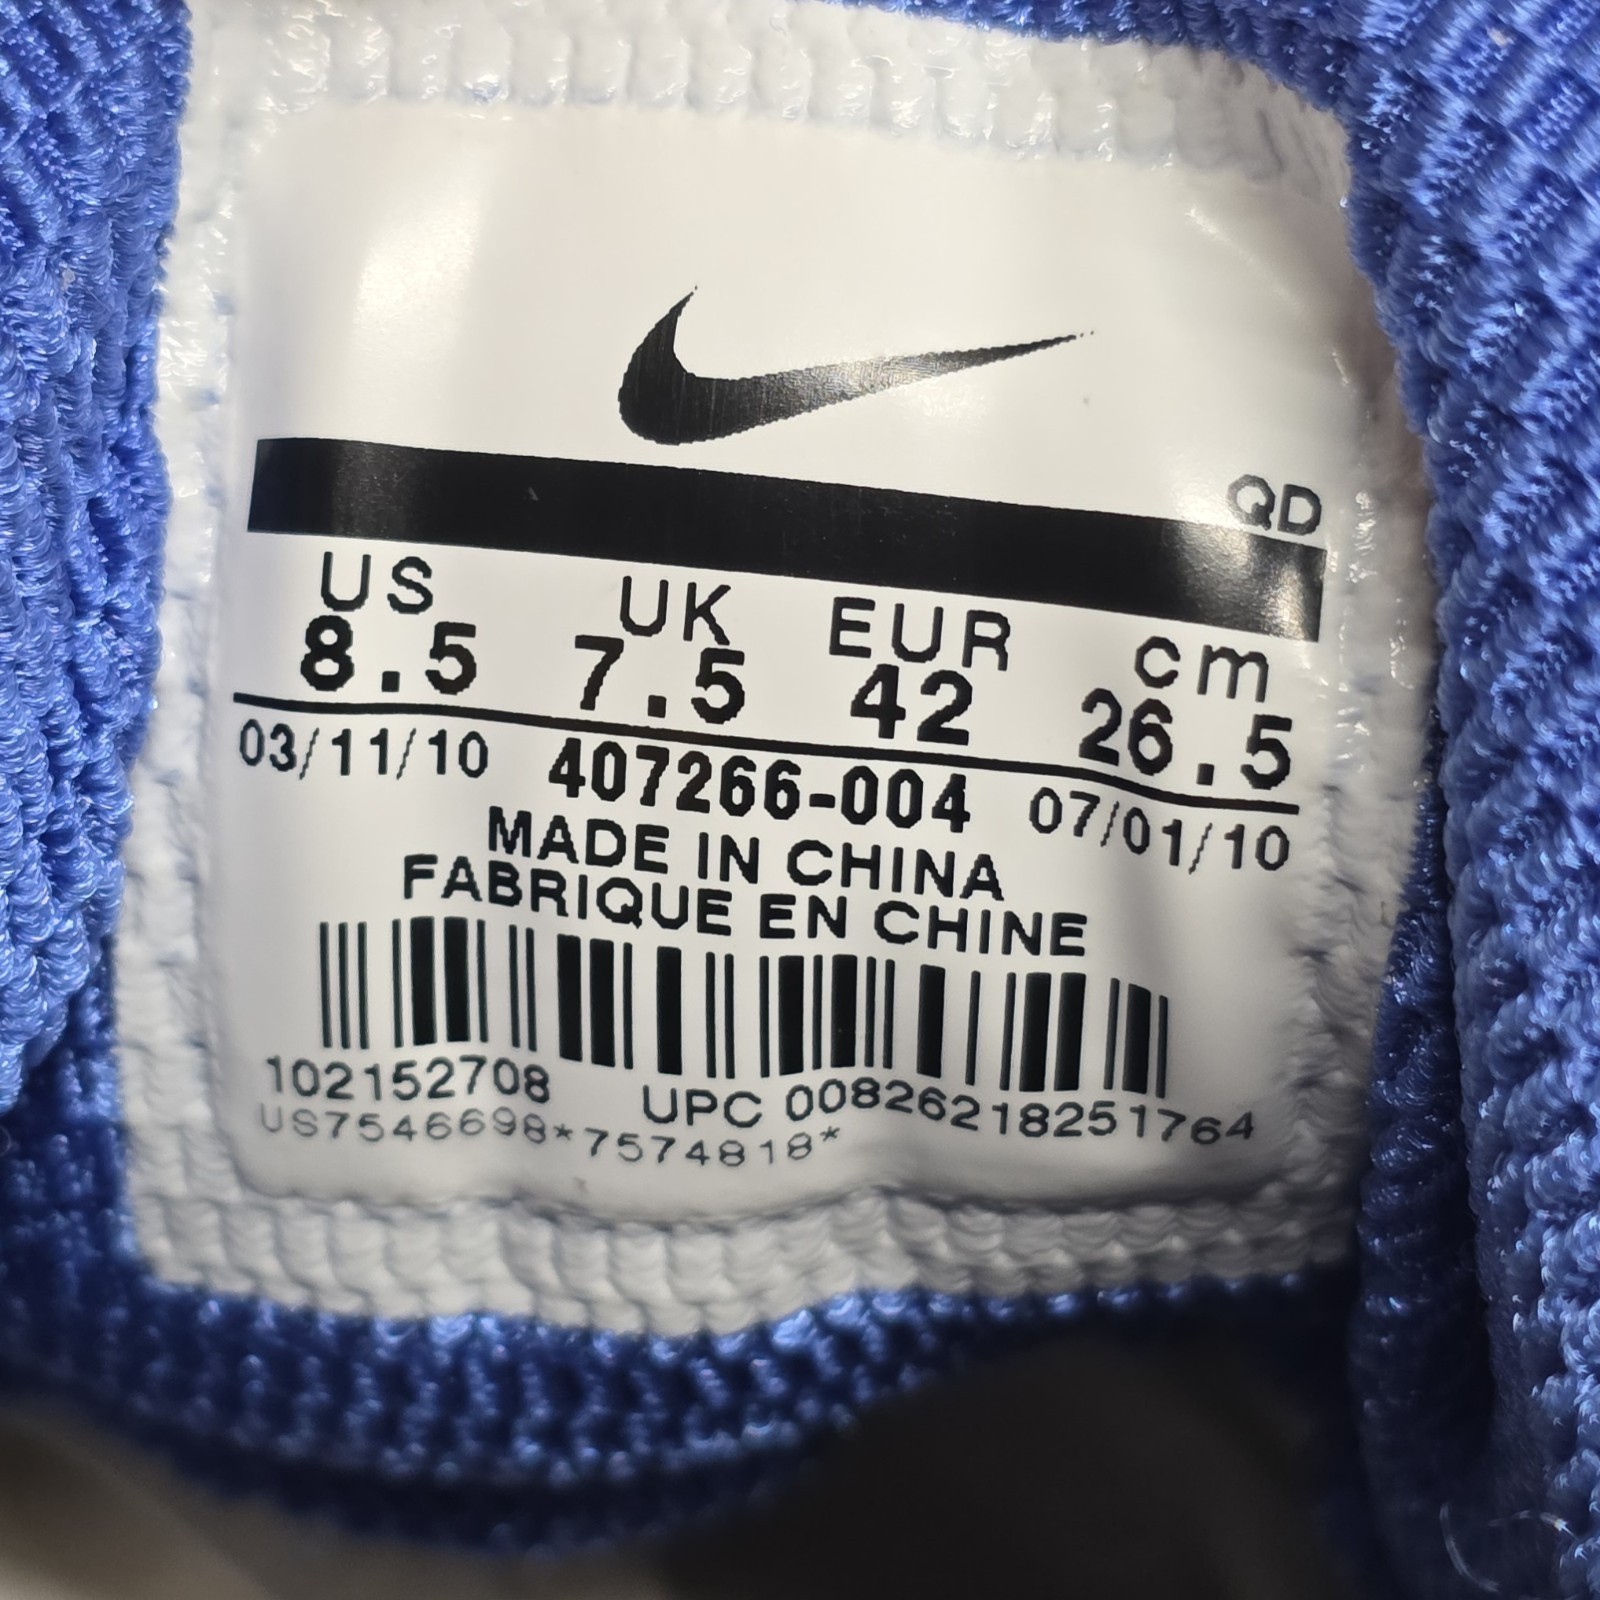 QD
US UK EUR cm
8.5 7.5 42 26.5
03/11/10 407266-004 07/01/10
MADE IN CHINA
FABRIQUE EN CHINE
102152708 UPC 00826218251764
US7546698*7574818*